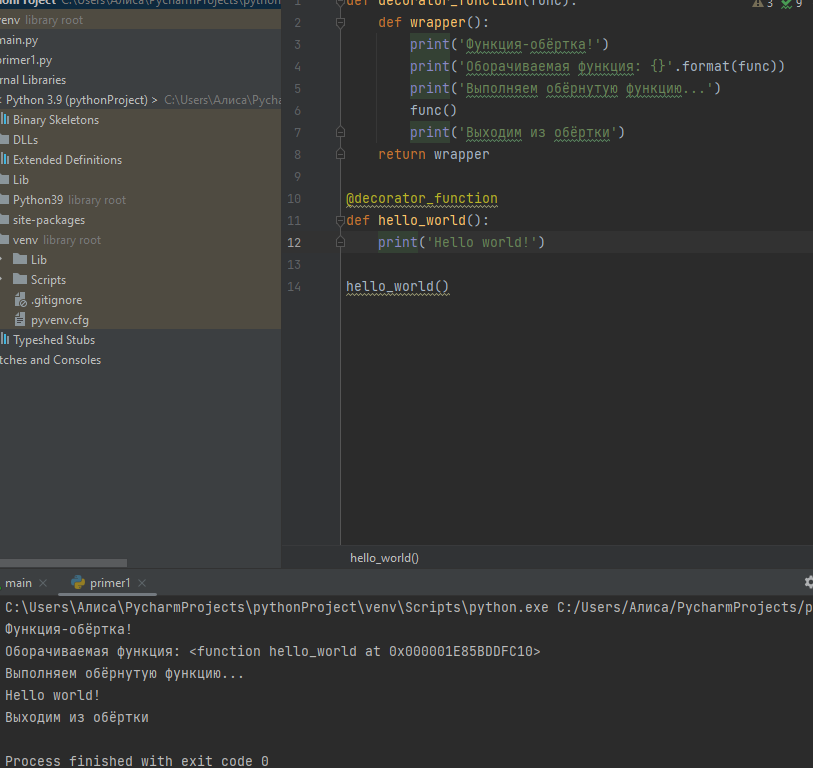 C:\Users\Алиса\PycharmProjects\python
venv library root
main.py
primer1.py
Python 3.9 (pythonProject) > C:\Users\Алиса\Pycha
Binary Skeletons
DLLs
Extended Definitions
Lib
Python39 library root
site-packages
venv library root
Lib
Scripts
.gitignore
pyvenv.cfg
Typeshed Stubs
and Consoles
3 9
1 def decorator_function(func):
2 def wrapper():
3 print('Функция-обёртка!')
4 print('Оборачиваемая функция: {}'.format(func))
5 print('Выполняем обёрнутую функцию...')
6 func()
7 print('Выходим из обёртки')
8 return wrapper
9
10 @decorator_function
11 def hello_world():
12 print('Hello world!')
13
14 hello_world()
hello_world()
main × primer1 ×
C:\Users\Алиса\PycharmProjects\pythonProject\venv\Scripts\python.exe C:/Users/Алиса/PycharmProjects/p
Функция-обёртка!
Оборачиваемая функция: <function hello_world at 0x000001E85BDDFC10>
Выполняем обёрнутую функцию...
Hello world!
Выходим из обёртки
Process finished with exit code 0